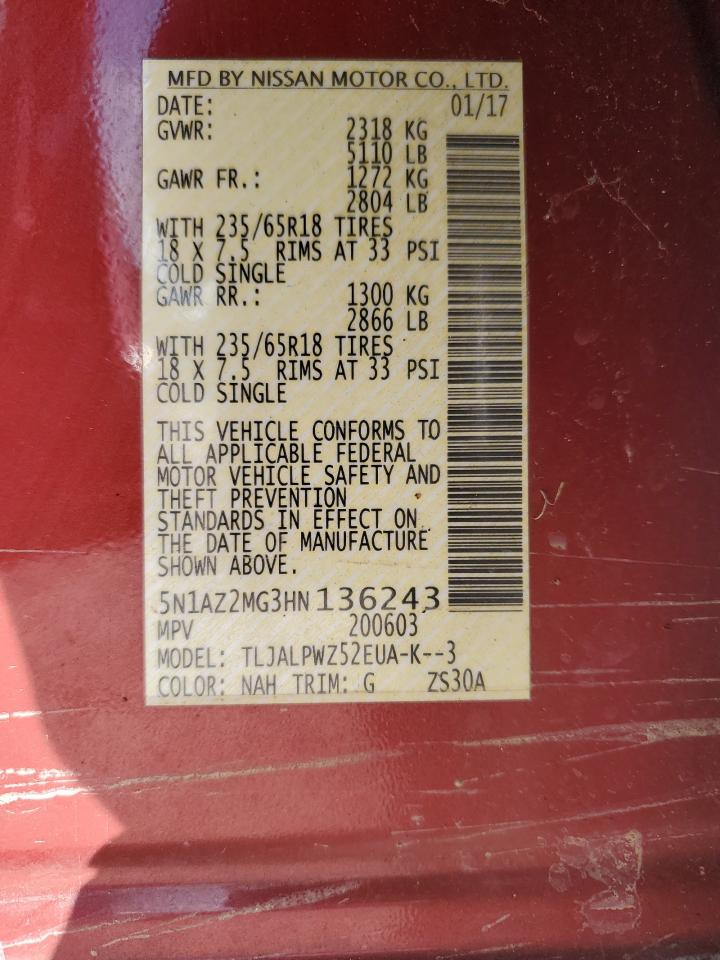 MFD BY NISSAN MOTOR CO., LTD.
DATE: 01/17
GVWR: 2318 KG
5110 LB
GAWR FR.: 1272 KG
2804 LB
WITH 235/65R18 TIRES
18 X 7.5 RIMS AT 33 PSI
COLD SINGLE
GAWR RR.: 1300 KG
2866 LB
WITH 235/65R18 TIRES
18 X 7.5 RIMS AT 33 PSI
COLD SINGLE
THIS VEHICLE CONFORMS TO
ALL APPLICABLE FEDERAL
MOTOR VEHICLE SAFETY AND
THEFT PREVENTION
STANDARDS IN EFFECT ON
THE DATE OF MANUFACTURE
SHOWN ABOVE.
5N1AZ2MG3HN136243
MPV 200603
MODEL: TLJALPWZ52EUA-K--3
COLOR: NAH TRIM: G ZS30A